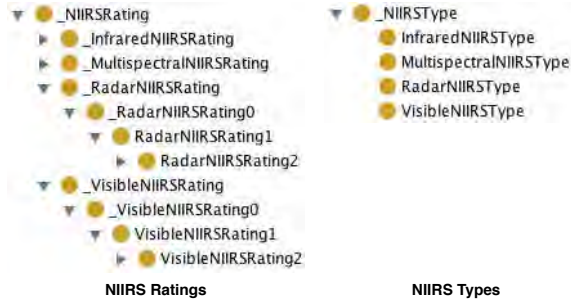 _NIIRSRating
_InfraredNIIRSRating
_MultispectralNIIRSRating
_RadarNIIRSRating
_RadarNIIRSRating0
RadarNIIRSRating1
RadarNIIRSRating2
_VisibleNIIRSRating
_VisibleNIIRSRating0
VisibleNIIRSRating1
VisibleNIIRSRating2
NIIRS Ratings
_NIIRSType
InfraredNIIRSType
MultispectralNIIRSType
RadarNIIRSType
VisibleNIIRSType
NIIRS Types